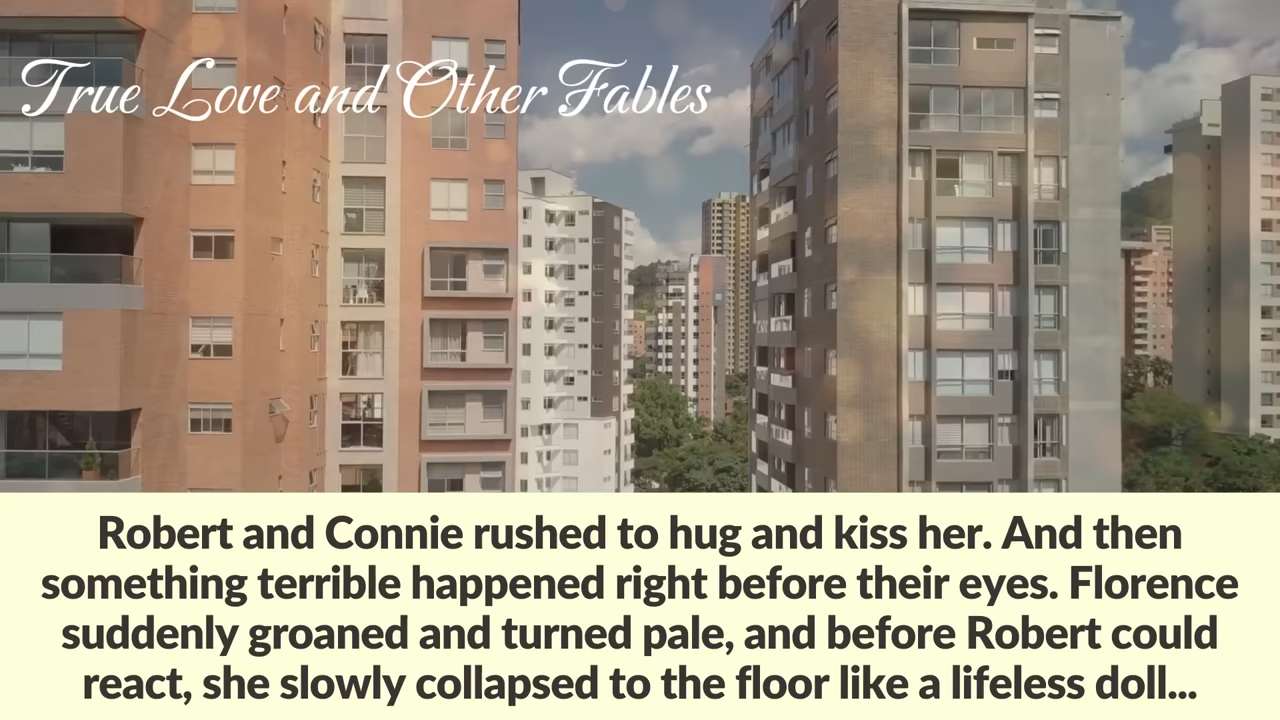 True Love and Other Fables
Robert and Connie rushed to hug and kiss her. And then
something terrible happened right before their eyes. Florence
suddenly groaned and turned pale, and before Robert could
react, she slowly collapsed to the floor like a lifeless doll...